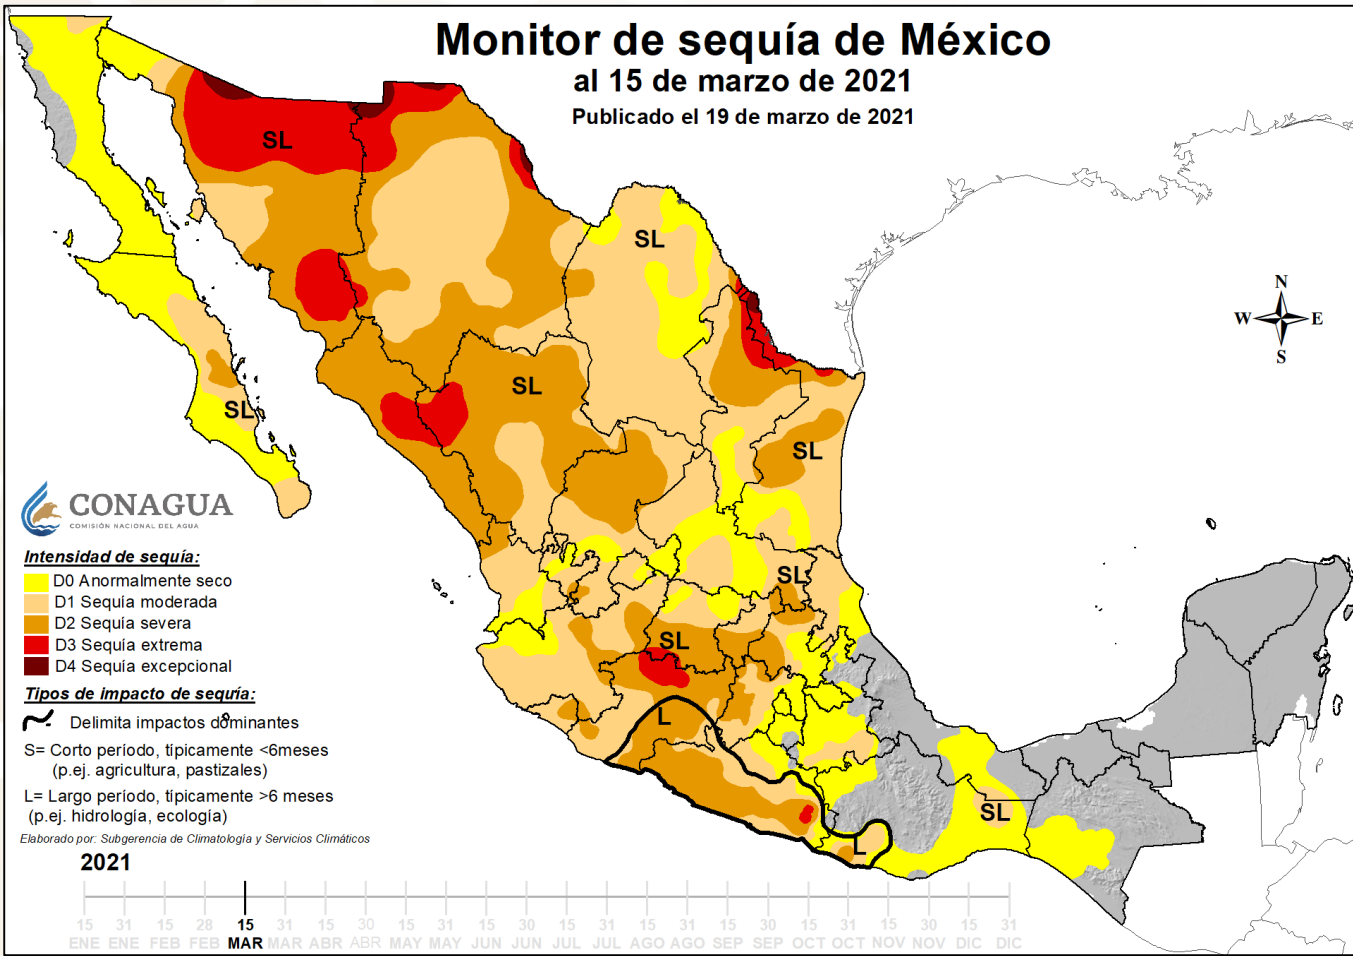 Monitor de sequía de México
al 15 de marzo de 2021
Publicado el 19 de marzo de 2021
SL
SL
N
W E
S
SL
SL
SL
CONAGUA
COMISIÓN NACIONAL DEL AGUA
Intensidad de sequía:
D0 Anormalmente seco
D1 Sequía moderada
D2 Sequía severa
D3 Sequía extrema
D4 Sequía excepcional
SL
SL
Tipos de impacto de sequía:
Delimita impactos dominantes
S= Corto período, típicamente <6meses
(p.ej. agricultura, pastizales)
L= Largo período, típicamente >6 meses
(p.ej. hidrología, ecología)
L
SL
L
Elaborado por: Subgerencia de Climatología y Servicios Climáticos
2021
15 31 15 28 15 31 15 30 15 31 15 30 15 31 15 31 15 30 15 31 15 30 15 31
ENE ENE FEB FEB MAR MAR ABR ABR MAY MAY JUN JUN JUL JUL AGO AGO SEP SEP OCT OCT NOV NOV DIC DIC